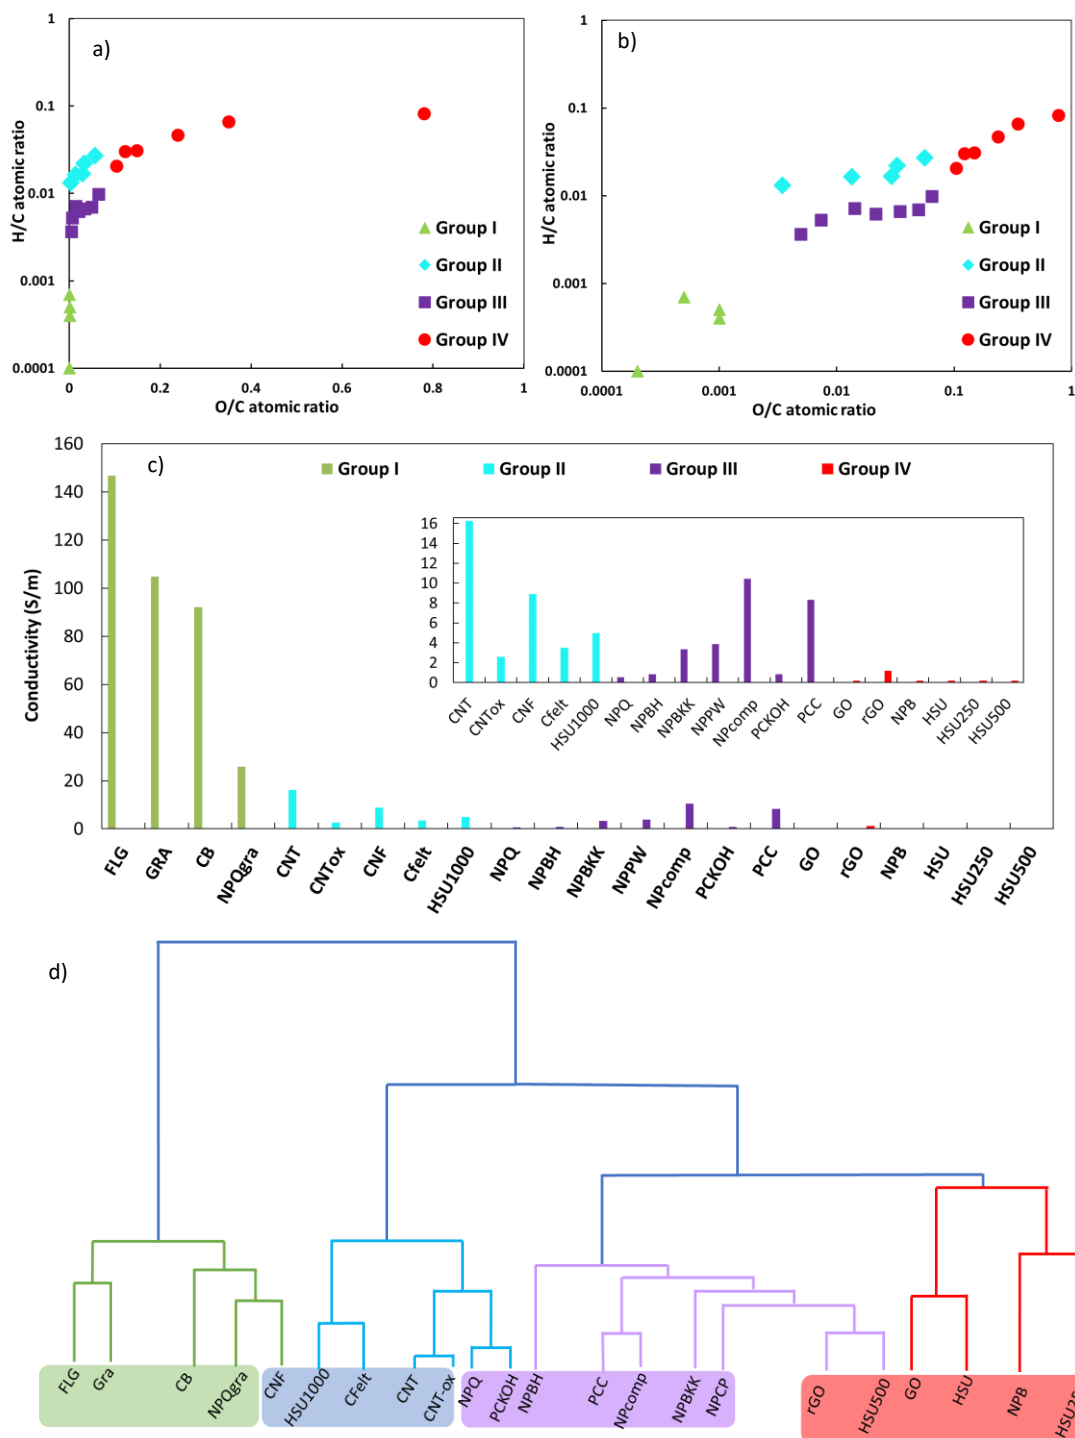 a)
1
0.1
0.01
0.001
0.0001
H/C atomic ratio
Group I
Group II
Group III
Group IV
0 0.2 0.4 0.6 0.8 1
O/C atomic ratio
b)
1
0.1
0.01
0.001
0.0001
H/C atomic ratio
Group I
Group II
Group III
Group IV
0.0001 0.001 0.01 0.1 1
O/C atomic ratio
c)
Group I Group II Group III Group IV
160
140
120
100
80
60
40
20
0
Conductivity (S/m)
16
14
12
10
8
6
4
2
0
CNT CNTox CNF Cfelt HSU1000 NPQ NPBH NPBKK NPPW NPcomp PCKOH PCC GO rGO NPB HSU HSU250 HSU500
FLG GRA CB NPQgra CNT CNTox CNF Cfelt HSU1000 NPQ NPBH NPBKK NPPW NPcomp PCKOH PCC GO rGO NPB HSU HSU250 HSU500
d)
FLG Gra CB NPQgra CNF HSU1000 CFelt CNT CNT-ox NPQ PCKOH NPBH PCC NPcomp NPBKK NPCP rGO HSU500 GO HSU NPB